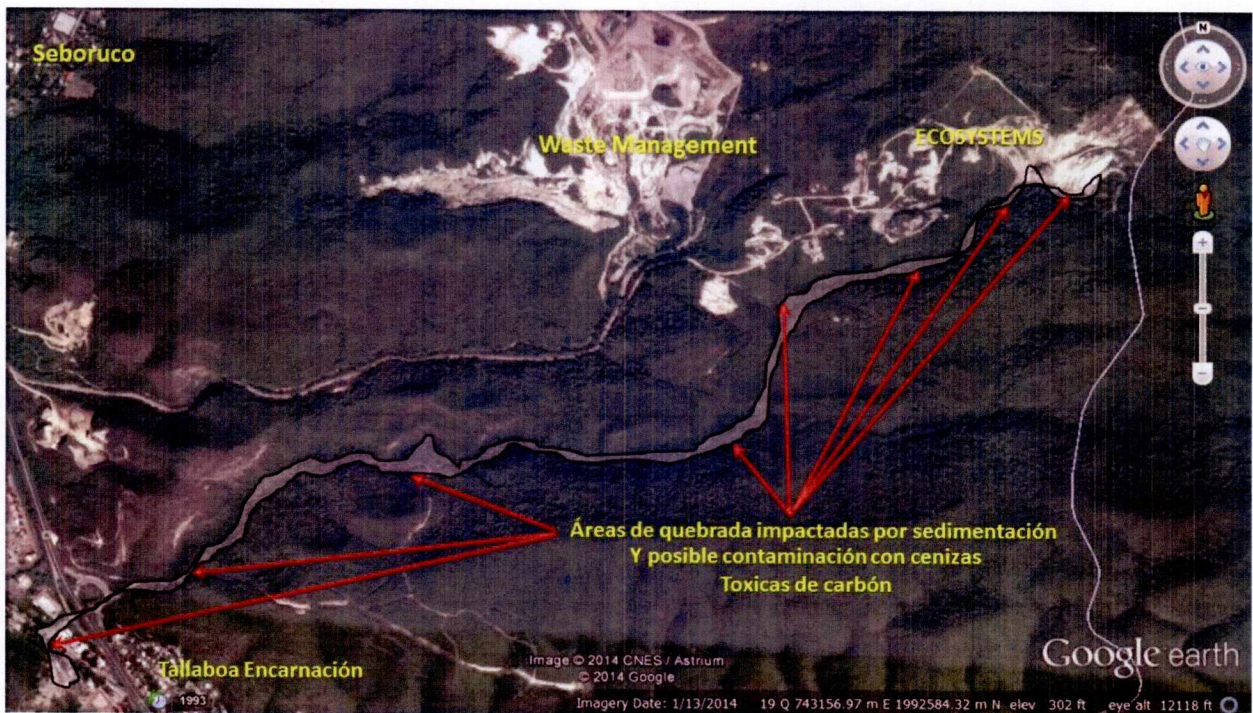 Seboruco
N
Waste Management
ECOSYSTEMS
Áreas de quebrada impactadas por sedimentación
Y posible contaminación con cenizas
Toxicas de carbón
Tallaboa Encarnación
Image © 2014 CNES / Astrium
© 2014 Google
Google earth
1993
Imagery Date: 1/13/2014 19 Q 743156.97 m E 1992584.32 m N elev 302 ft eye alt 12118 ft